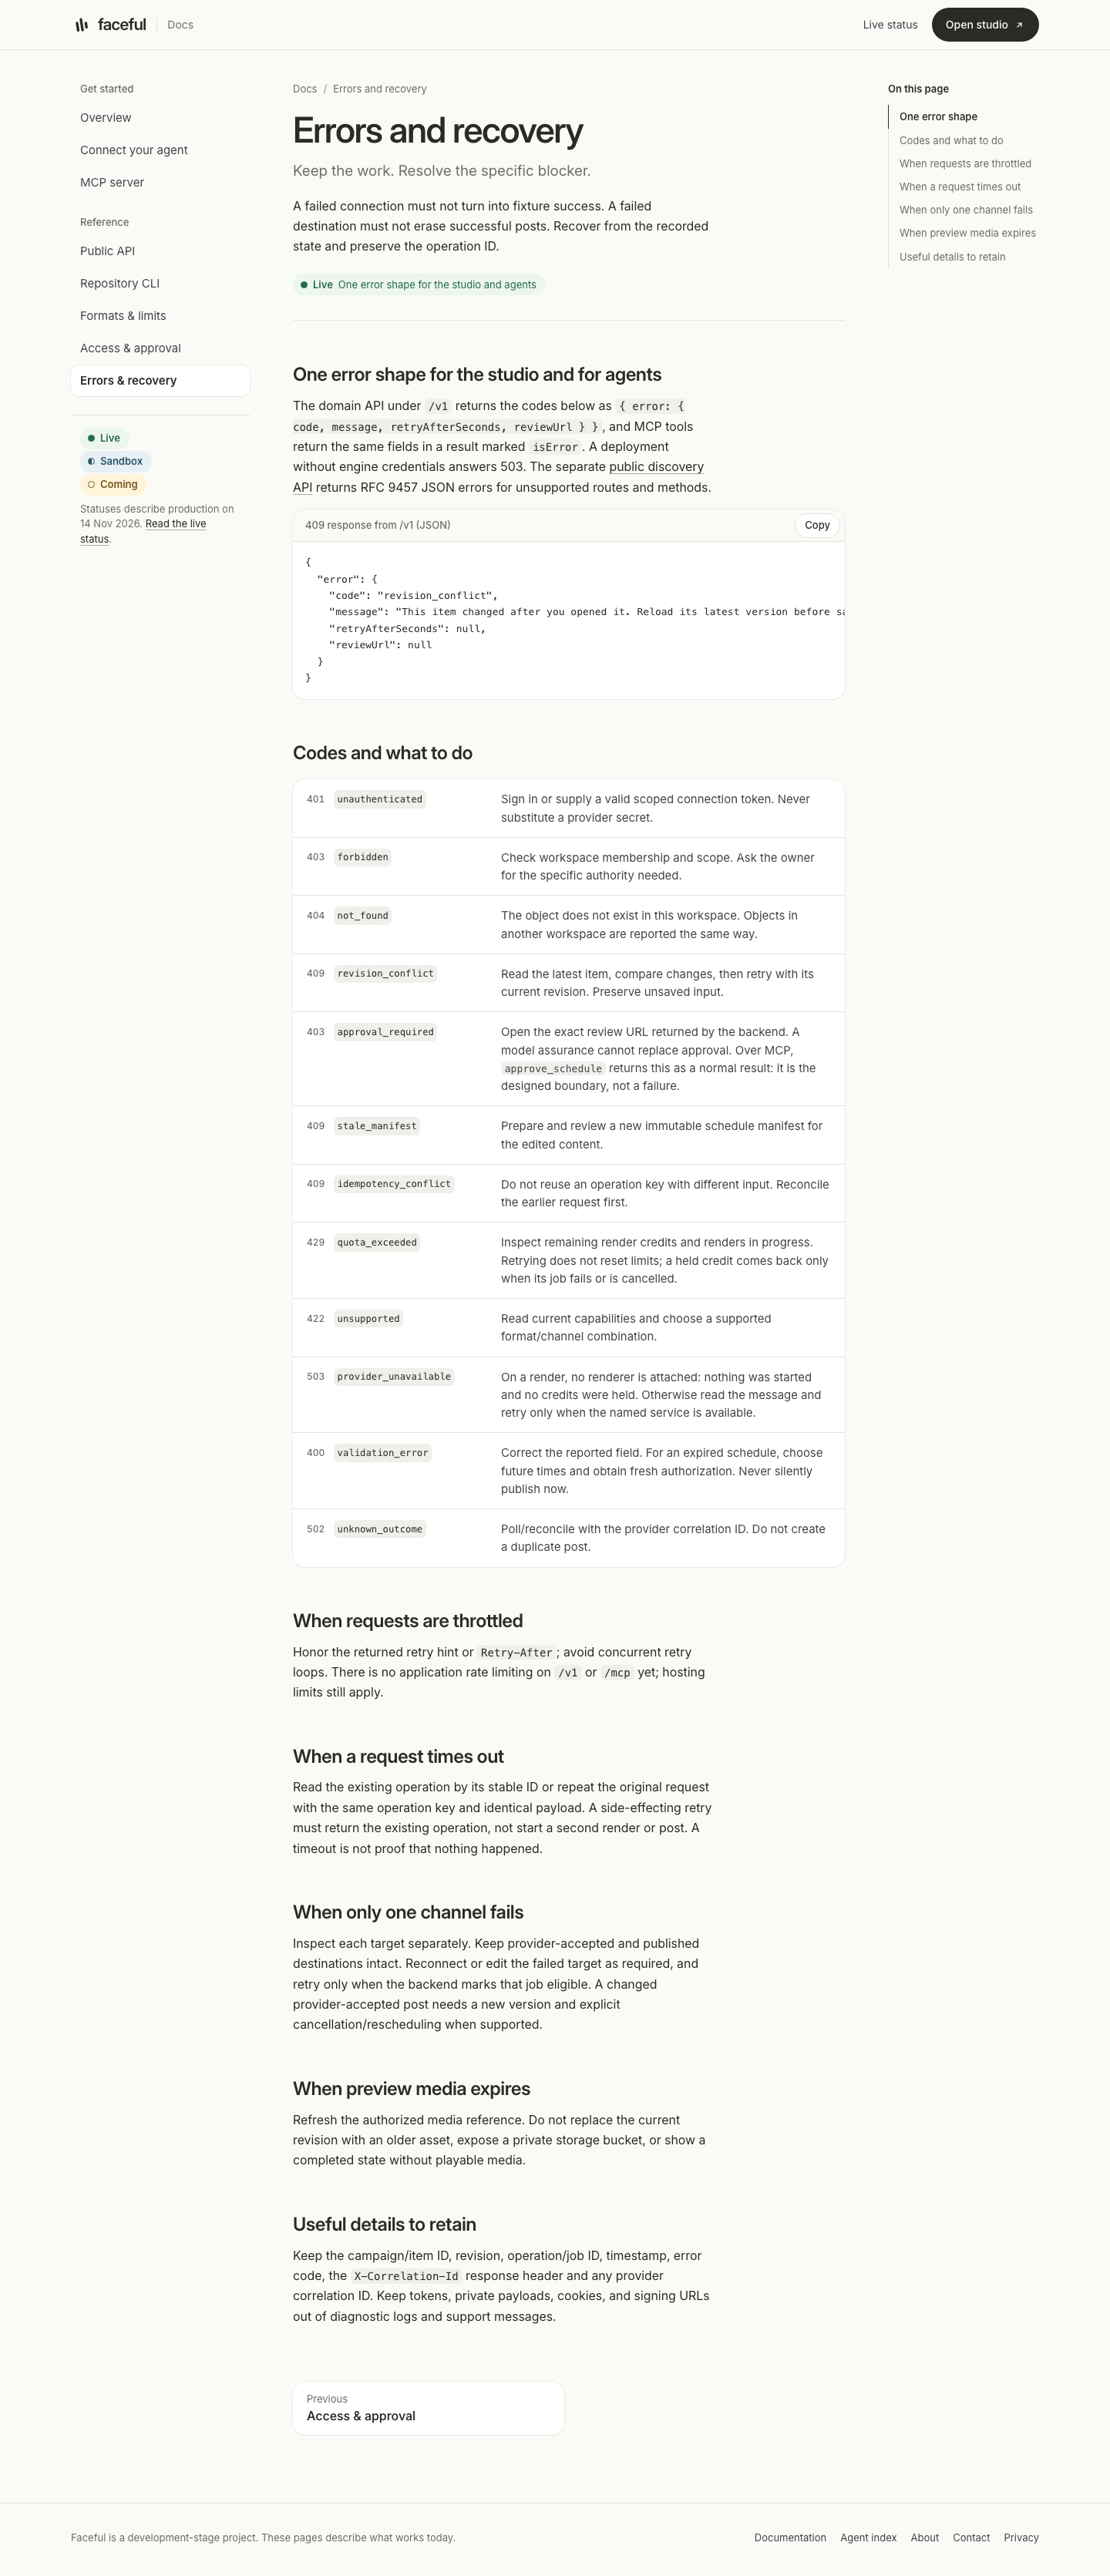 faceful
Docs
Live status
Open studio
Get started
Overview
Connect your agent
MCP server
Reference
Public API
Repository CLI
Formats & limits
Access & approval
Errors & recovery
Live
Sandbox
Coming
Statuses describe production on
14 Nov 2026. Read the live
status.
Docs / Errors and recovery
Errors and recovery
Keep the work. Resolve the specific blocker.
A failed connection must not turn into fixture success. A failed
destination must not erase successful posts. Recover from the recorded
state and preserve the operation ID.
Live One error shape for the studio and agents
One error shape for the studio and for agents
The domain API under /v1 returns the codes below as { error: {
code, message, retryAfterSeconds, reviewUrl } } , and MCP tools
return the same fields in a result marked isError. A deployment
without engine credentials answers 503. The separate public discovery
API returns RFC 9457 JSON errors for unsupported routes and methods.
409 response from /v1 (JSON)
Copy
{
"error": {
"code": "revision_conflict",
"message": "This item changed after you opened it. Reload its latest version before sa
"retryAfterSeconds": null,
"reviewUrl": null
}
}
Codes and what to do
401 unauthenticated
Sign in or supply a valid scoped connection token. Never
substitute a provider secret.
403 forbidden
Check workspace membership and scope. Ask the owner
for the specific authority needed.
404 not_found
The object does not exist in this workspace. Objects in
another workspace are reported the same way.
409 revision_conflict
Read the latest item, compare changes, then retry with its
current revision. Preserve unsaved input.
403 approval_required
Open the exact review URL returned by the backend. A
model assurance cannot replace approval. Over MCP,
approve_schedule returns this as a normal result: it is the
designed boundary, not a failure.
409 stale_manifest
Prepare and review a new immutable schedule manifest for
the edited content.
409 idempotency_conflict
Do not reuse an operation key with different input. Reconcile
the earlier request first.
429 quota_exceeded
Inspect remaining render credits and renders in progress.
Retrying does not reset limits; a held credit comes back only
when its job fails or is cancelled.
422 unsupported
Read current capabilities and choose a supported
format/channel combination.
503 provider_unavailable
On a render, no renderer is attached: nothing was started
and no credits were held. Otherwise read the message and
retry only when the named service is available.
400 validation_error
Correct the reported field. For an expired schedule, choose
future times and obtain fresh authorization. Never silently
publish now.
502 unknown_outcome
Poll/reconcile with the provider correlation ID. Do not create
a duplicate post.
When requests are throttled
Honor the returned retry hint or Retry-After; avoid concurrent retry
loops. There is no application rate limiting on /v1 or /mcp yet; hosting
limits still apply.
When a request times out
Read the existing operation by its stable ID or repeat the original request
with the same operation key and identical payload. A side-effecting retry
must return the existing operation, not start a second render or post. A
timeout is not proof that nothing happened.
When only one channel fails
Inspect each target separately. Keep provider-accepted and published
destinations intact. Reconnect or edit the failed target as required, and
retry only when the backend marks that job eligible. A changed
provider-accepted post needs a new version and explicit
cancellation/rescheduling when supported.
When preview media expires
Refresh the authorized media reference. Do not replace the current
revision with an older asset, expose a private storage bucket, or show a
completed state without playable media.
Useful details to retain
Keep the campaign/item ID, revision, operation/job ID, timestamp, error
code, the X-Correlation-Id response header and any provider
correlation ID. Keep tokens, private payloads, cookies, and signing URLs
out of diagnostic logs and support messages.
Previous
Access & approval
On this page
One error shape
Codes and what to do
When requests are throttled
When a request times out
When only one channel fails
When preview media expires
Useful details to retain
Faceful is a development-stage project. These pages describe what works today.
Documentation
Agent index
About
Contact
Privacy